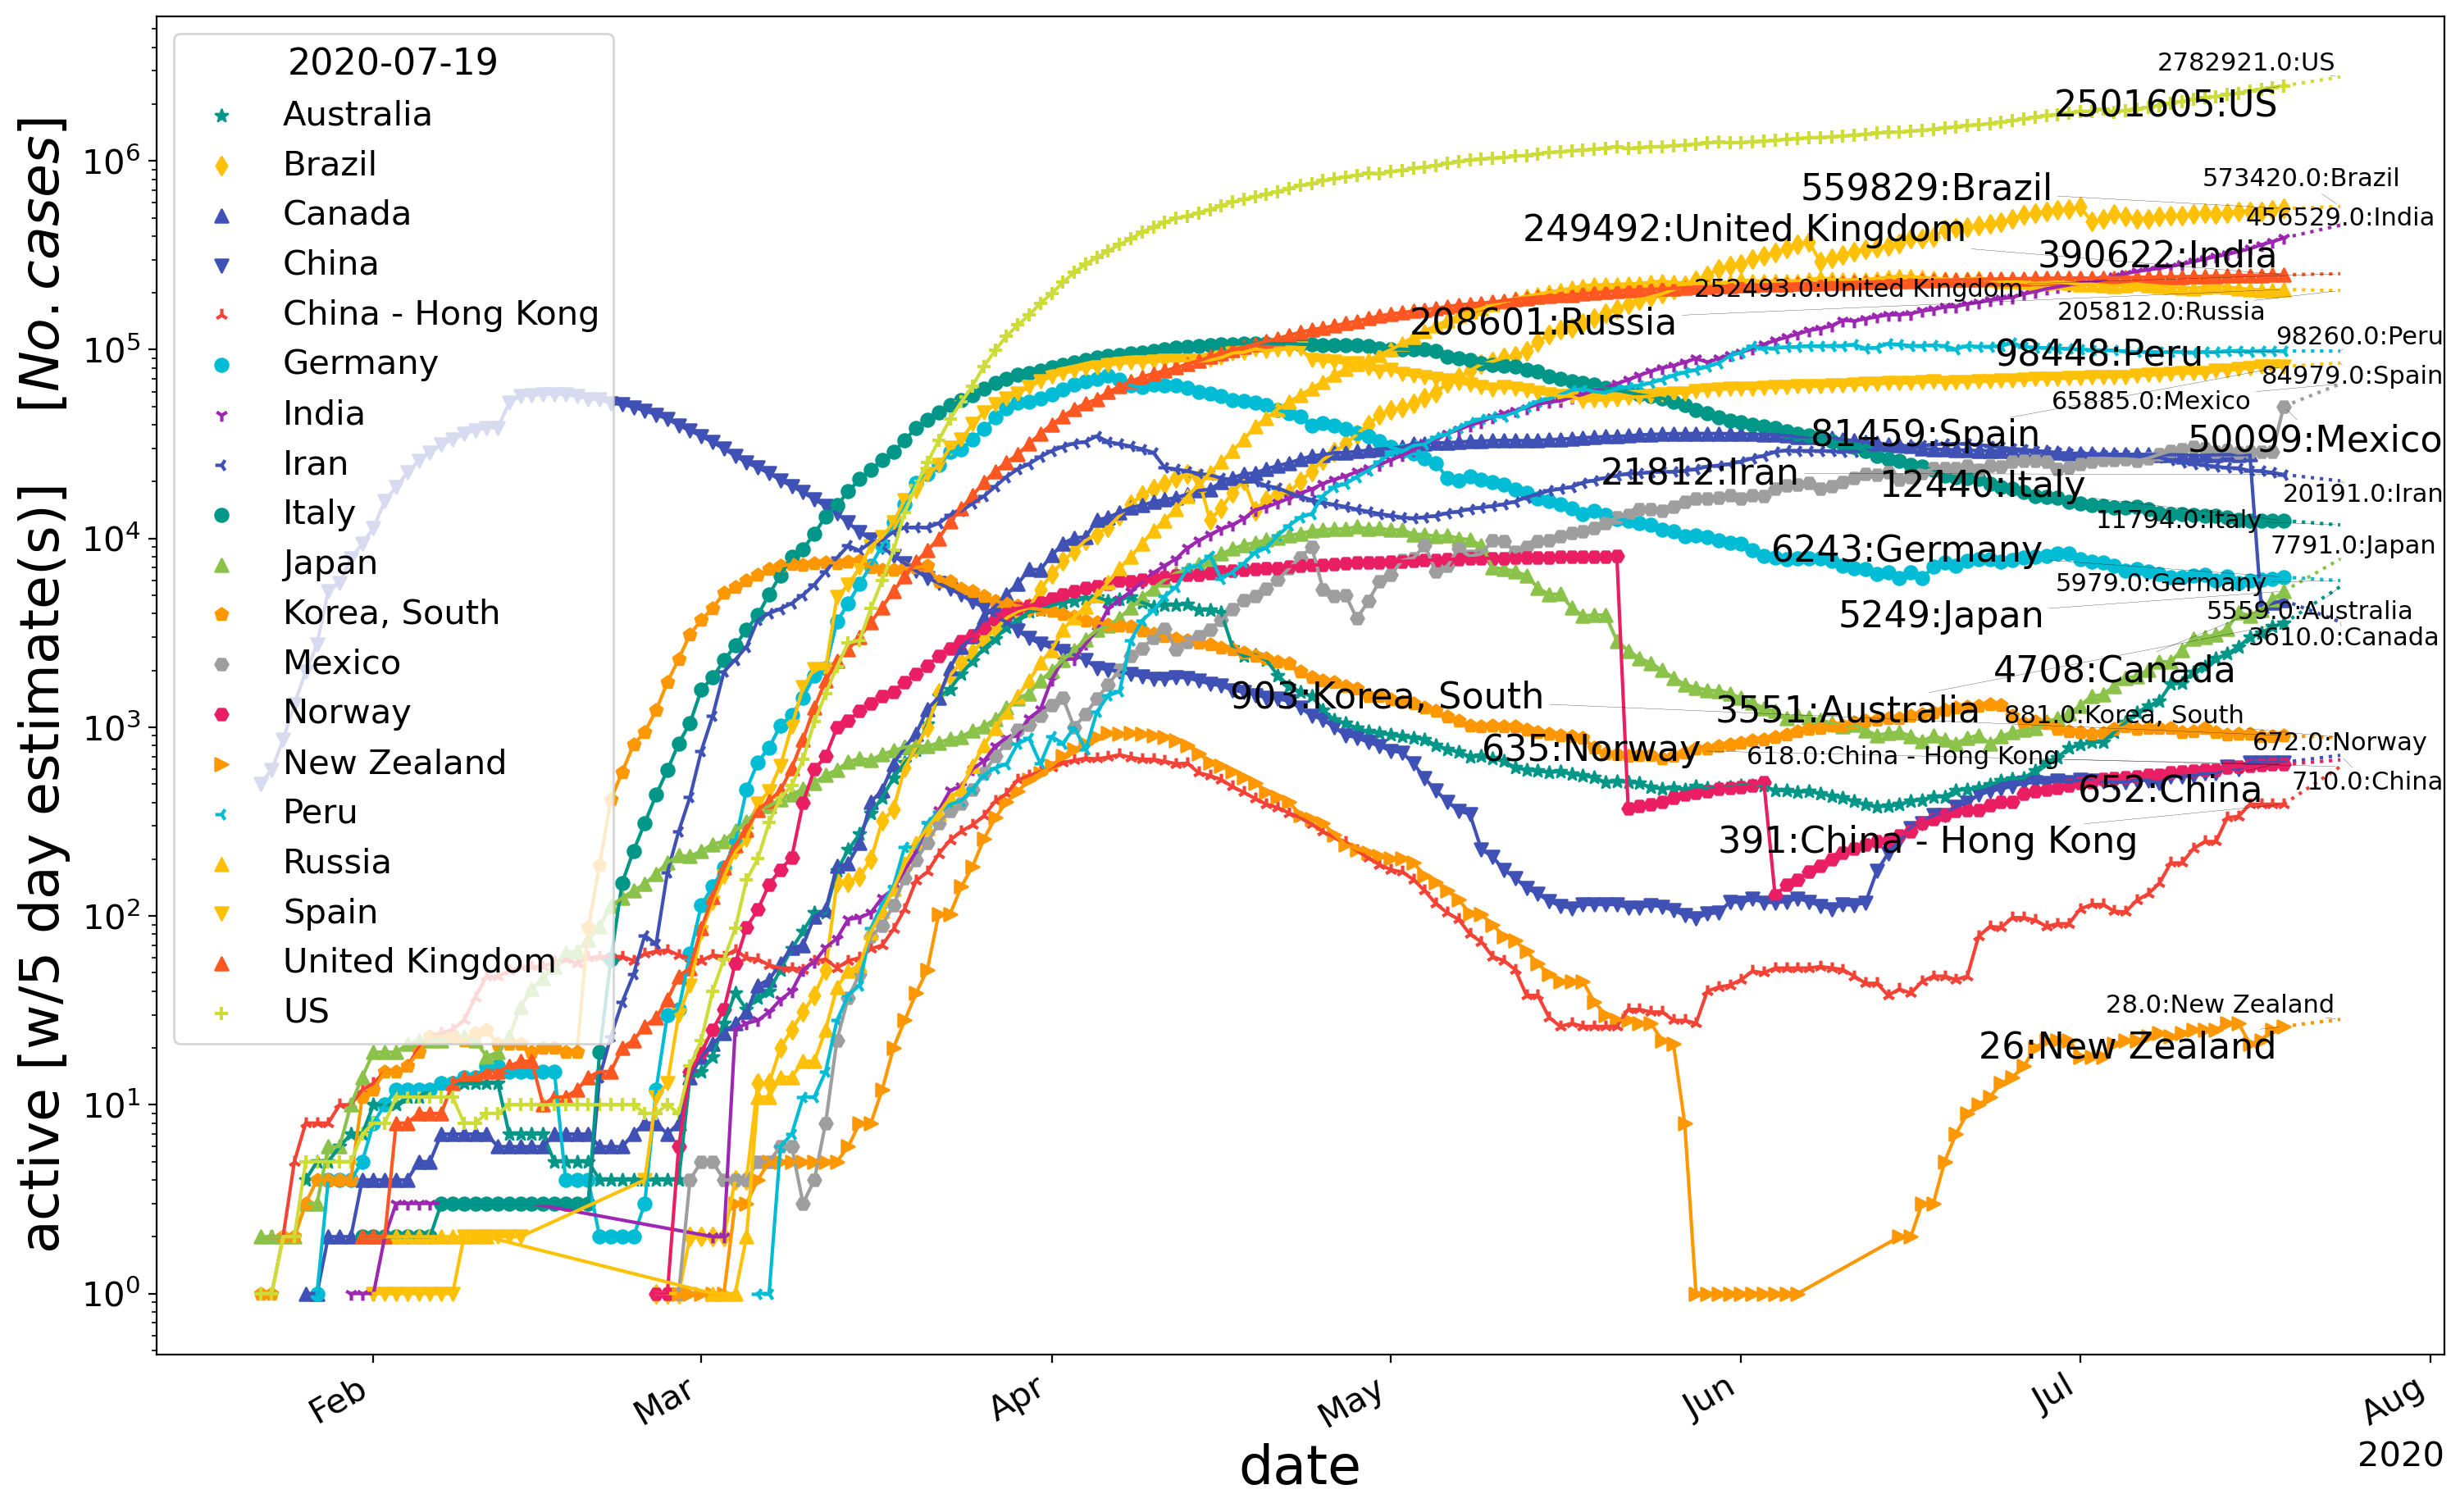 active [w/5 day estimate(s)]   [No. cases]
10^6
10^5
10^4
10^3
10^2
10^1
10^0
2020-07-19
Australia
Brazil
Canada
China
China - Hong Kong
Germany
India
Iran
Italy
Japan
Korea, South
Mexico
Norway
New Zealand
Peru
Russia
Spain
United Kingdom
US
2782921.0:US
2501605:US
573420.0:Brazil
559829:Brazil
456529.0:India
249492:United Kingdom
390622:India
252493.0:United Kingdom
205812.0:Russia
208601:Russia
98260.0:Peru
98448:Peru
84979.0:Spain
65885.0:Mexico
81459:Spain
50099:Mexico
21812:Iran
12440:Italy
20191.0:Iran
11794.0:Italy
7791.0:Japan
6243:Germany
5979.0:Germany
5249:Japan
5559.0:Australia
3610.0:Canada
4708:Canada
903:Korea, South
3551:Australia
881.0:Korea, South
672.0:Norway
635:Norway
618.0:China - Hong Kong
710.0:China
652:China
391:China - Hong Kong
28.0:New Zealand
26:New Zealand
Feb
Mar
Apr
May
Jun
Jul
Aug
2020
date